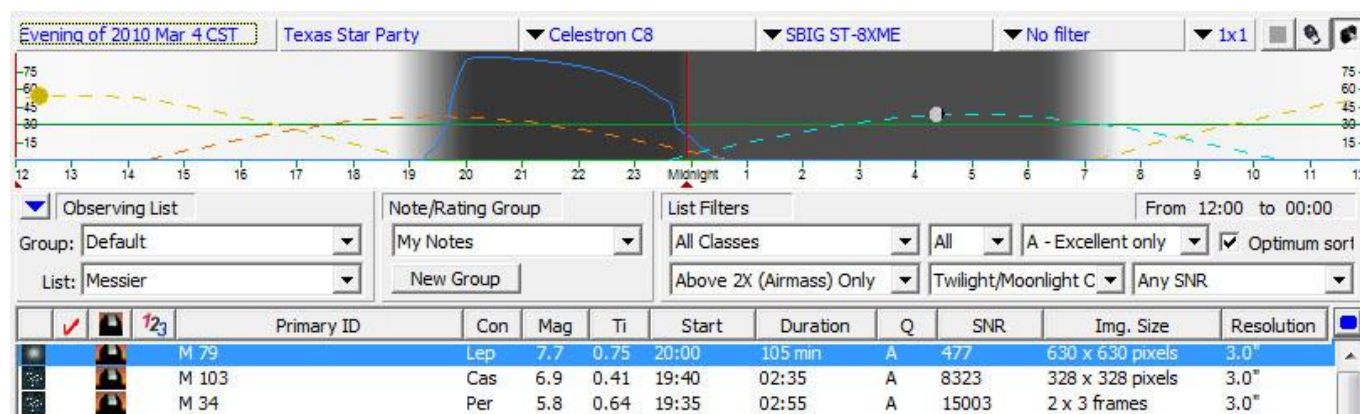 Evening of 2010 Mar 4 CST Texas Star Party Celestron C8 SBIG ST-8XME No filter 1x1
75 75
60 60
45 45
30 30
15 15
12 13 14 15 16 17 18 19 20 21 22 23 Midnight 1 2 3 4 5 6 7 8 9 10 11 12
Observing List Note/Rating Group List Filters From 12:00 to 00:00
Group: Default My Notes All Classes All A - Excellent only Optimum sort
List: Messier New Group Above 2X (Airmass) Only Twilight/Moonlight C Any SNR
123 Primary ID Con Mag Ti Start Duration Q SNR Img. Size Resolution
M 79 Lep 7.7 0.75 20:00 105 min A 477 630 x 630 pixels 3.0"
M 103 Cas 6.9 0.41 19:40 02:35 A 8323 328 x 328 pixels 3.0"
M 34 Per 5.8 0.64 19:35 02:55 A 15003 2 x 3 frames 3.0"